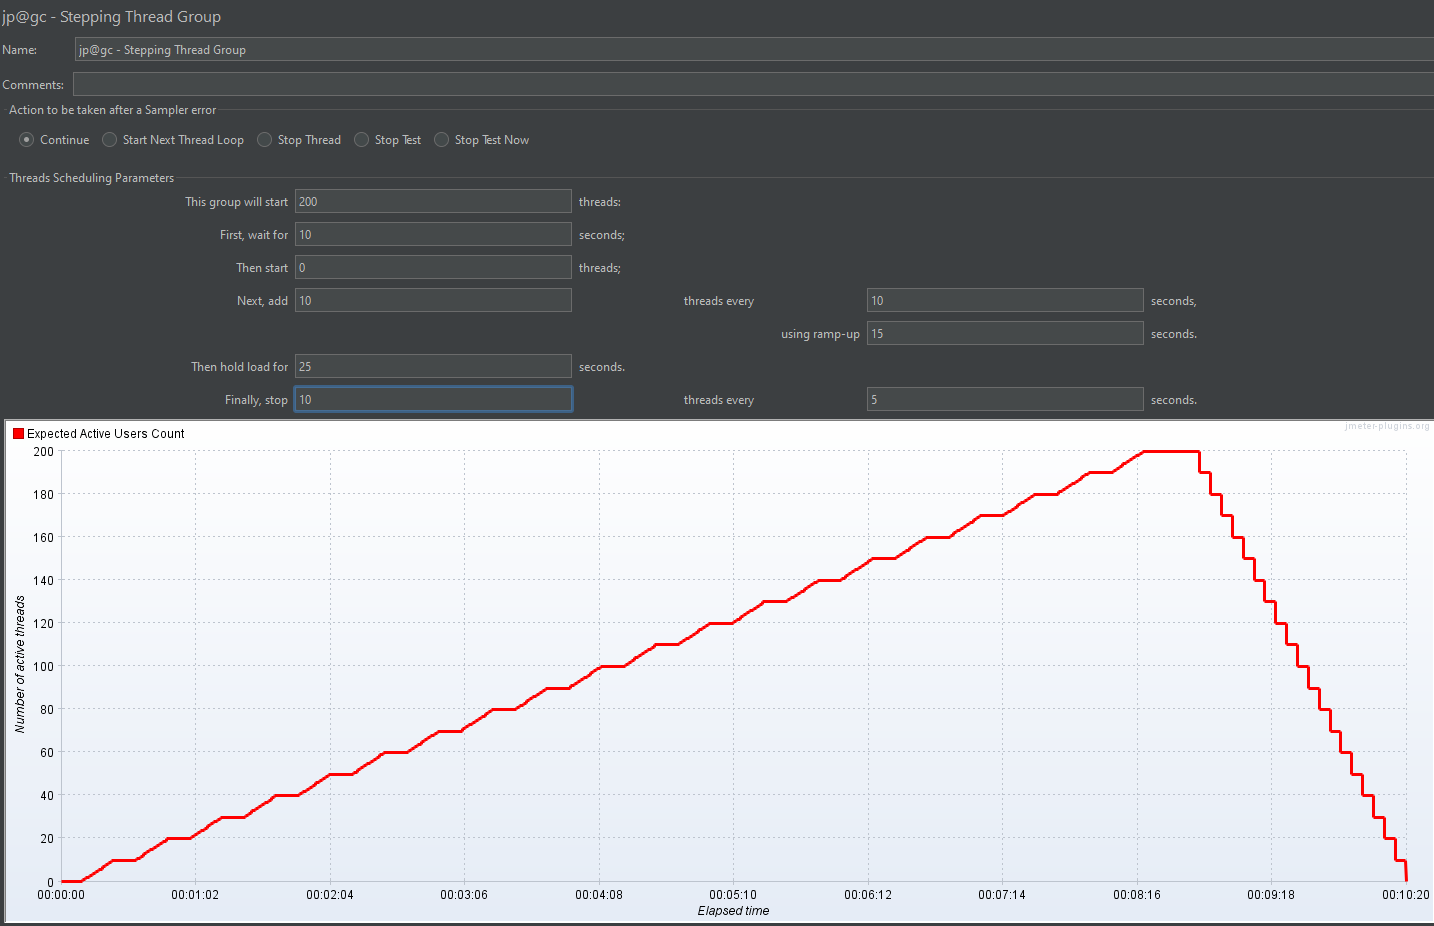 jp@gc - Stepping Thread Group
Name: jp@gc - Stepping Thread Group
Comments:
Action to be taken after a Sampler error
Continue Start Next Thread Loop Stop Thread Stop Test Stop Test Now
Threads Scheduling Parameters
This group will start 200 threads:
First, wait for 10 seconds;
Then start 0 threads;
Next, add 10 threads every 10 seconds,
using ramp-up 15 seconds.
Then hold load for 25 seconds.
Finally, stop 10 threads every 5 seconds.
jmeter-plugins.org
Expected Active Users Count
200
180
160
140
120
100
80
60
40
20
0
Number of active threads
00:00:00 00:01:02 00:02:04 00:03:06 00:04:08 00:05:10 00:06:12 00:07:14 00:08:16 00:09:18 00:10:20
Elapsed time